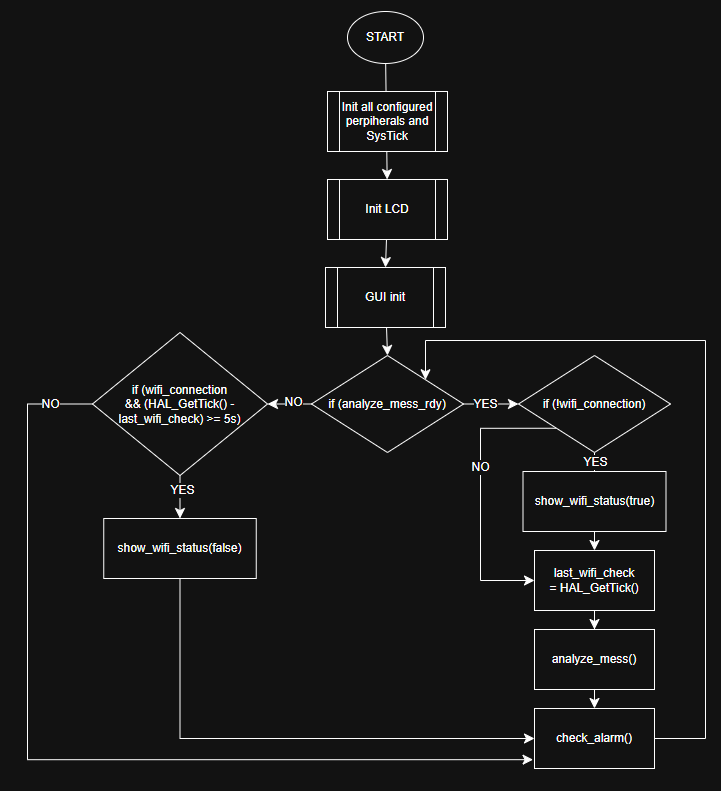 START
Init all configured
perpiherals and
SysTick
Init LCD
GUI init
if (wifi_connection
&& (HAL_GetTick() -
last_wifi_check) >= 5s)
NO
NO
if (analyze_mess_rdy)
YES
if (!wifi_connection)
NO
YES
YES
show_wifi_status(true)
show_wifi_status(false)
last_wifi_check
= HAL_GetTick()
analyze_mess()
check_alarm()